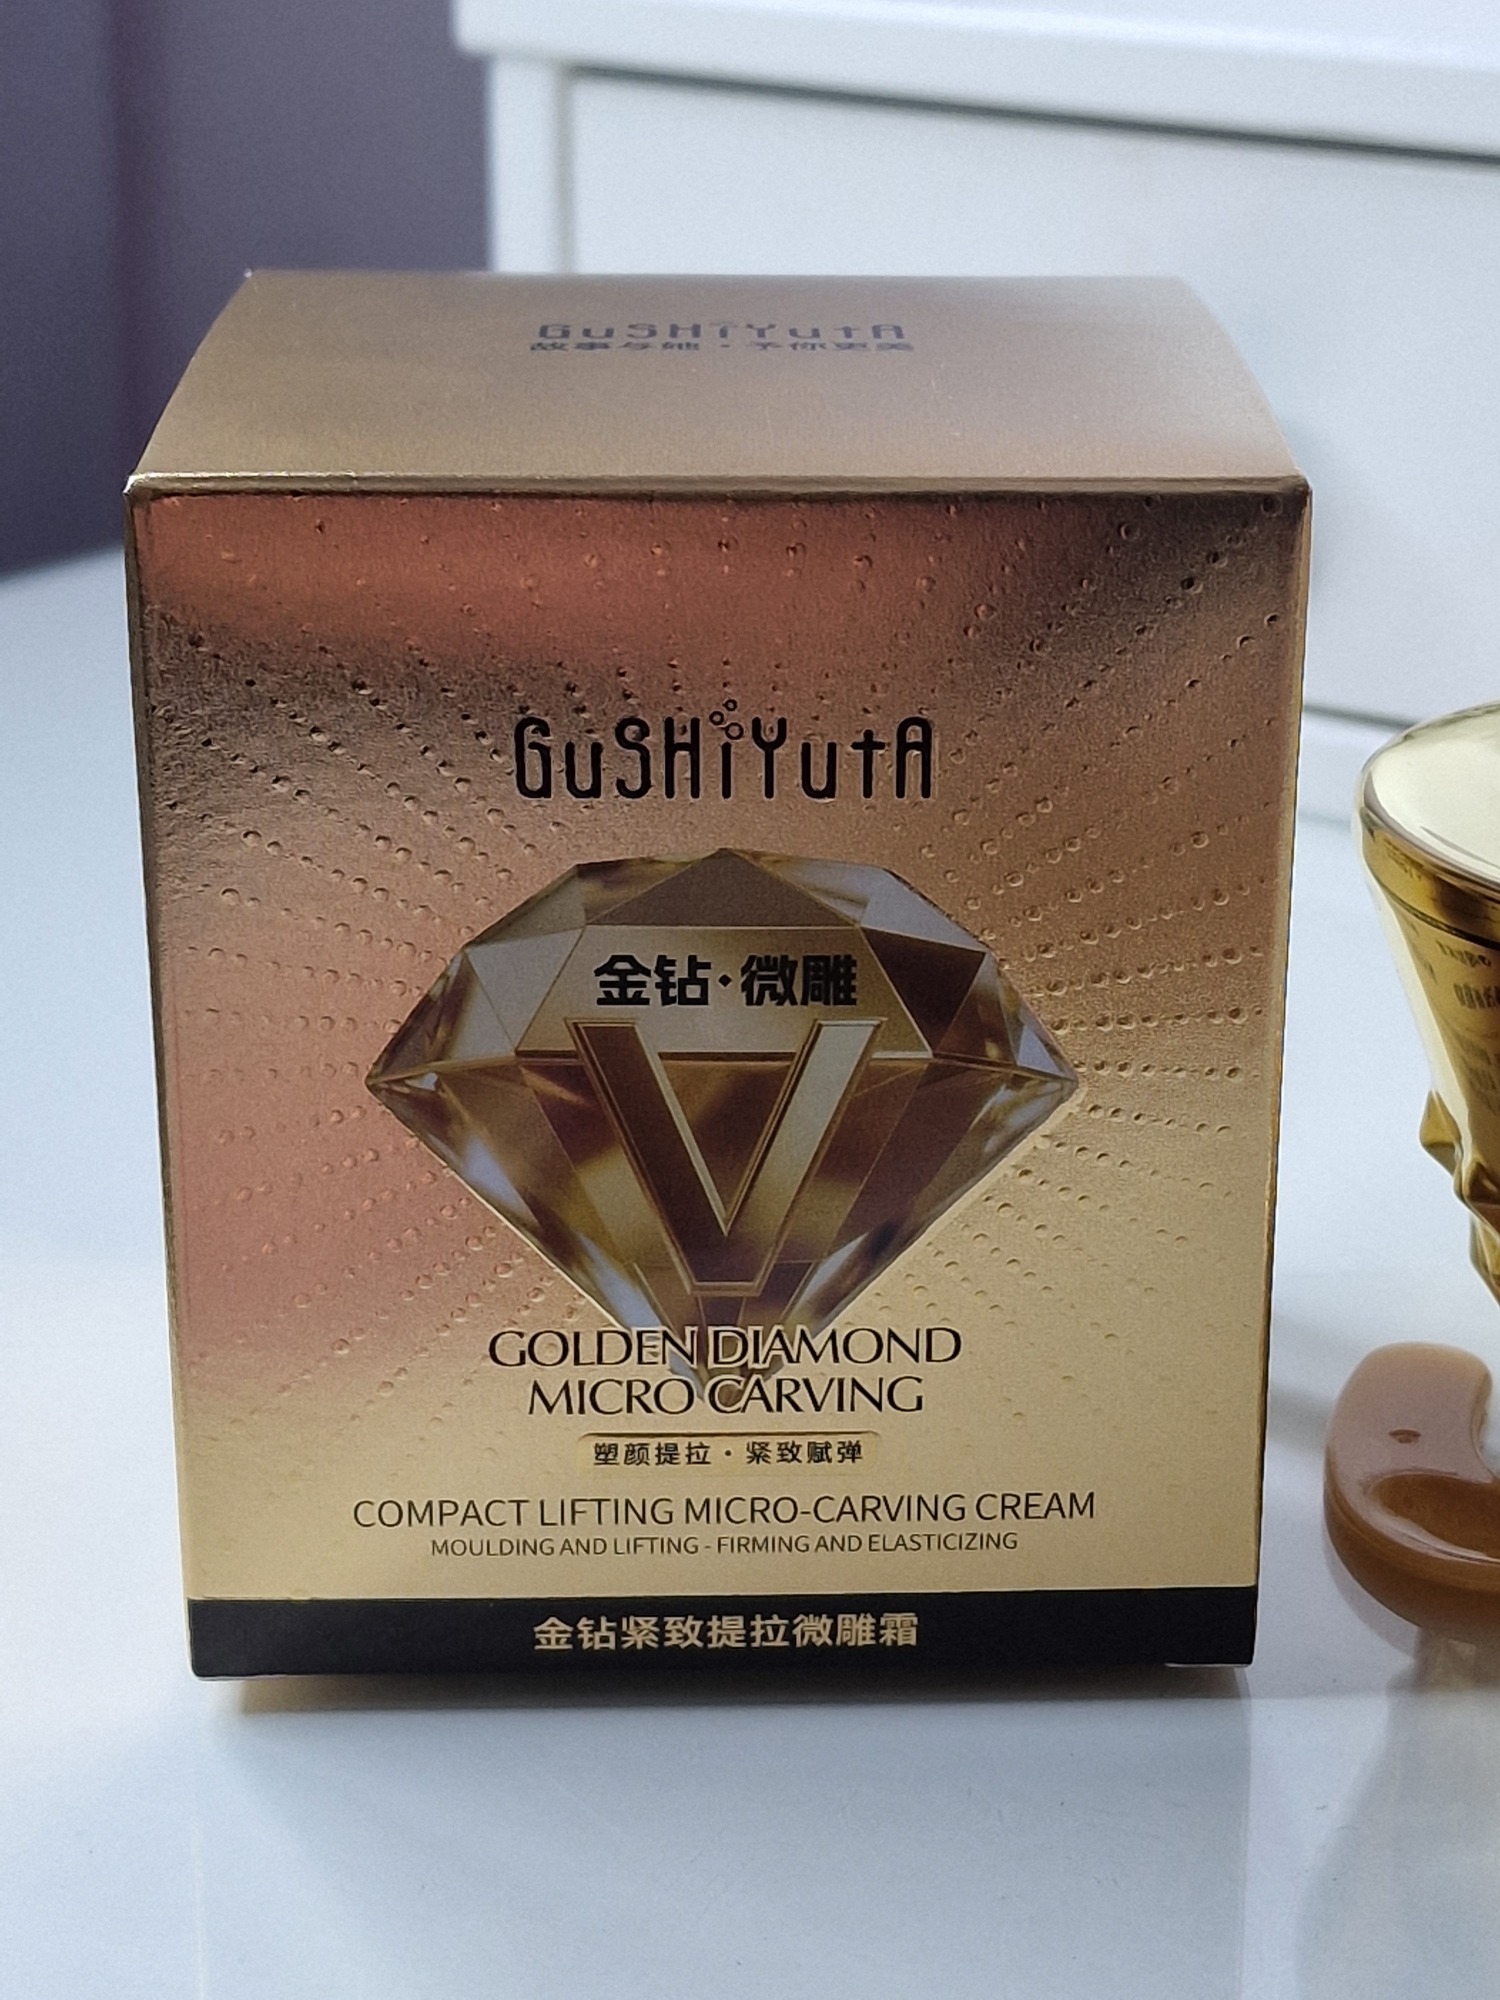 GuSHiYutA
故事与她·予你更美
GuSHiYutA
金钻·微雕
V
GOLDEN DIAMOND
MICRO CARVING
塑颜提拉·紧致赋弹
COMPACT LIFTING MICRO-CARVING CREAM
MOULDING AND LIFTING - FIRMING AND ELASTICIZING
金钻紧致提拉微雕霜